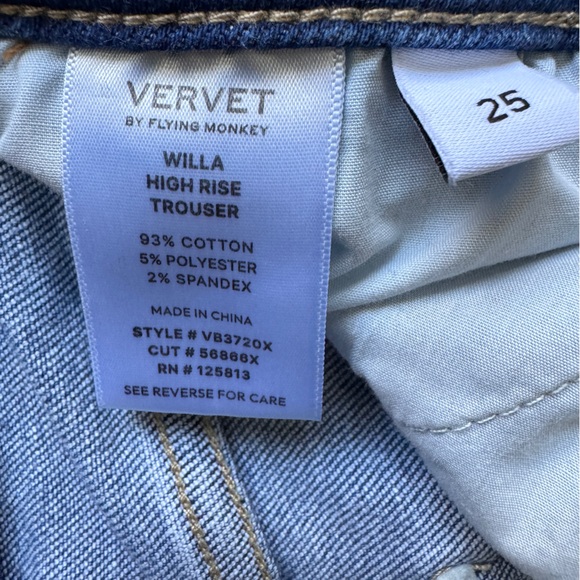 VERVET
BY FLYING MONKEY
WILLA
HIGH RISE
TROUSER
93% COTTON
5% POLYESTER
2% SPANDEX
MADE IN CHINA
STYLE # VB3720X
CUT # 56866X
RN # 125813
SEE REVERSE FOR CARE
25